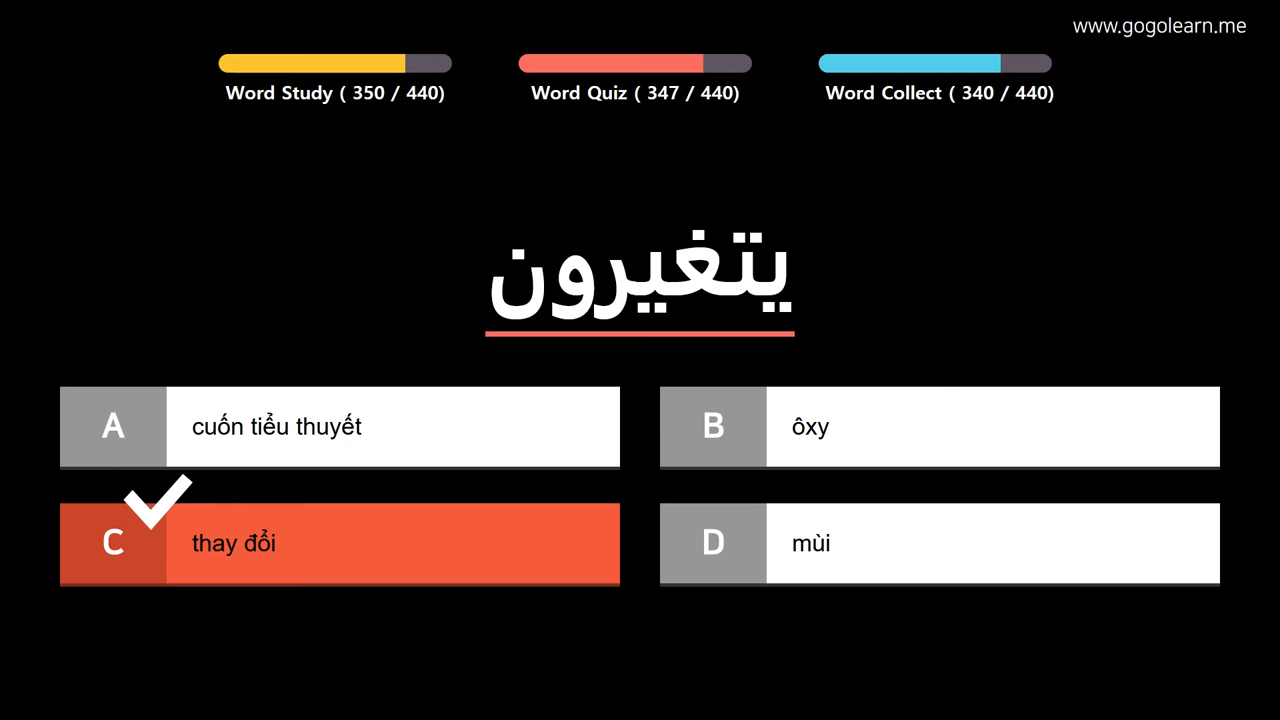 www.gogolearn.me
Word Study ( 350 / 440)
Word Quiz ( 347 / 440)
Word Collect ( 340 / 440)
يتغيرون
A
cuốn tiểu thuyết
B
ôxy
C
thay đổi
D
mùi